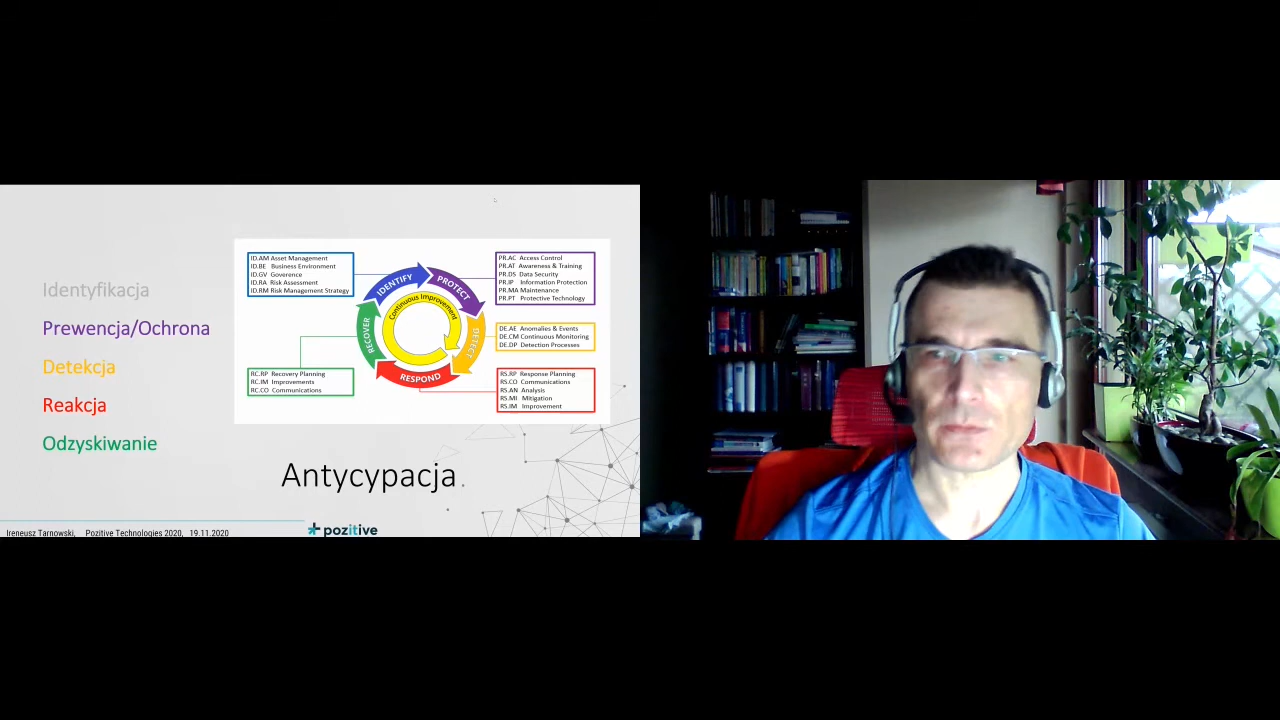 Identyfikacja
Prewencja/Ochrona
Detekcja
Reakcja
Odzyskiwanie
ID.AM Asset Management
ID.BE Business Environment
ID.GV Goverence
ID.RA Risk Assessment
ID.RM Risk Management Strategy
PR.AC Access Control
PR.AT Awareness & Training
PR.DS Data Security
PR.IP Information Protection
PR.MA Maintenance
PR.PT Protective Technology
IDENTIFY
PROTECT
DETECT
RESPOND
RECOVER
Continuous Improvement
DE.AE Anomalies & Events
DE.CM Continuous Monitoring
DE.DP Detection Processes
RC.RP Recovery Planning
RC.IM Improvements
RC.CO Communications
RS.RP Response Planning
RS.CO Communications
RS.AN Analysis
RS.MI Mitigation
RS.IM Improvement
Antycypacja.
Ireneusz Tarnowski, Pozitive Technologies 2020, 19.11.2020
pozitive